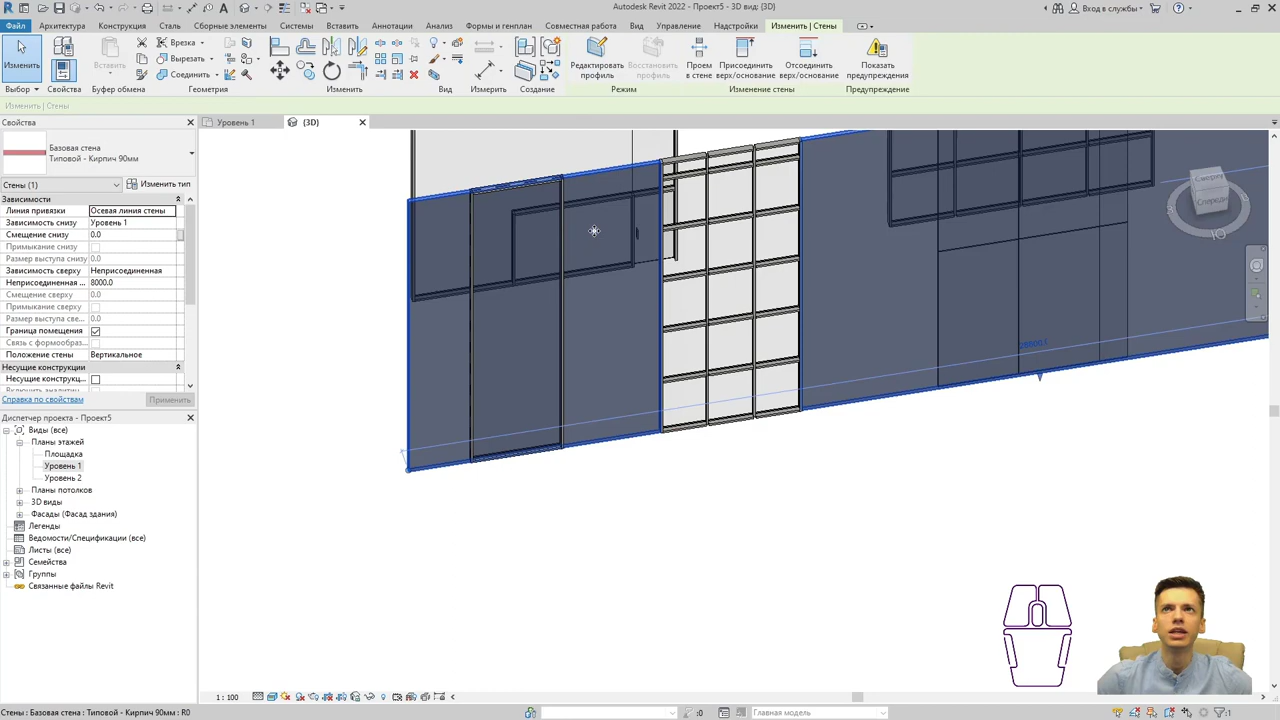 Autodesk Revit 2022 - Проект5 - 3D вид: {3D}
Вход в службы
Файл Архитектура Конструкция Сталь Сборные элементы Системы Вставить Аннотации Анализ Формы и генплан Совместная работа Вид Управление Надстройки Изменить | Стены
Изменить
Вставить
Врезка
Вырезать
Соединить
Редактировать профиль
Восстановить профиль
Проем в стене
Присоединить верх/основание
Отсоединить верх/основание
Показать предупреждения
Выбор Свойства Буфер обмена Геометрия Изменить Вид Измерить Создание Режим Изменение стены Предупреждение
Изменить | Стены
Свойства
Уровень 1
{3D}
Базовая стена
Типовой - Кирпич 90мм
Стены (1)
Изменить тип
Зависимости
Линия привязки Осевая линия стены
Зависимость снизу Уровень 1
Смещение снизу 0.0
Примыкание снизу
Размер выступа сни... 0.0
Зависимость сверху Неприсоединенная
Неприсоединенная ... 8000.0
Смещение сверху 0.0
Примыкание сверху
Размер выступа све... 0.0
Граница помещения
Связь с формообраз...
Положение стены Вертикальное
Несущие конструкц...
Несущие конструкц...
Справка по свойствам
Применить
Диспетчер проекта - Проект5
Виды (все)
Планы этажей
Площадка
Уровень 1
Уровень 2
Планы потолков
3D виды
Фасады (Фасад здания)
Легенды
Ведомости/Спецификации (все)
Листы (все)
Семейства
Группы
Связанные файлы Revit
Сверху
Спереди
Ю
1 : 100
Стены : Базовая стена : Типовой - Кирпич 90мм : R0
:0
Главная модель
:1